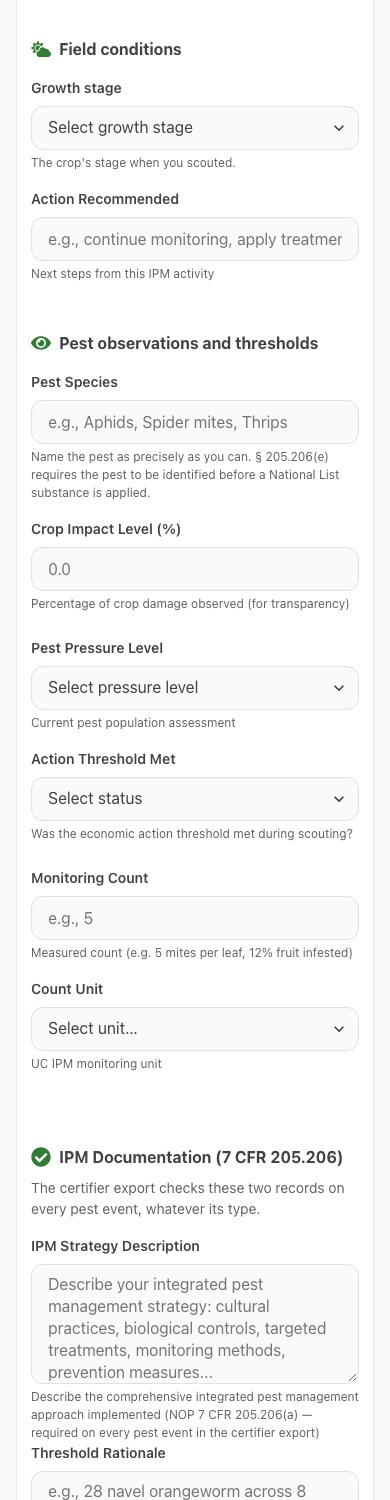 Field conditions
Growth stage
Select growth stage
The crop's stage when you scouted.
Action Recommended
e.g., continue monitoring, apply treatmer
Next steps from this IPM activity
Pest observations and thresholds
Pest Species
e.g., Aphids, Spider mites, Thrips
Name the pest as precisely as you can. § 205.206(e)
requires the pest to be identified before a National List
substance is applied.
Crop Impact Level (%)
0.0
Percentage of crop damage observed (for transparency)
Pest Pressure Level
Select pressure level
Current pest population assessment
Action Threshold Met
Select status
Was the economic action threshold met during scouting?
Monitoring Count
e.g., 5
Measured count (e.g. 5 mites per leaf, 12% fruit infested)
Count Unit
Select unit...
UC IPM monitoring unit
IPM Documentation (7 CFR 205.206)
The certifier export checks these two records on
every pest event, whatever its type.
IPM Strategy Description
Describe your integrated pest
management strategy: cultural
practices, biological controls, targeted
treatments, monitoring methods,
prevention measures...
Describe the comprehensive integrated pest management
approach implemented (NOP 7 CFR 205.206(a) —
required on every pest event in the certifier export)
Threshold Rationale
e.g., 28 navel orangeworm across 8